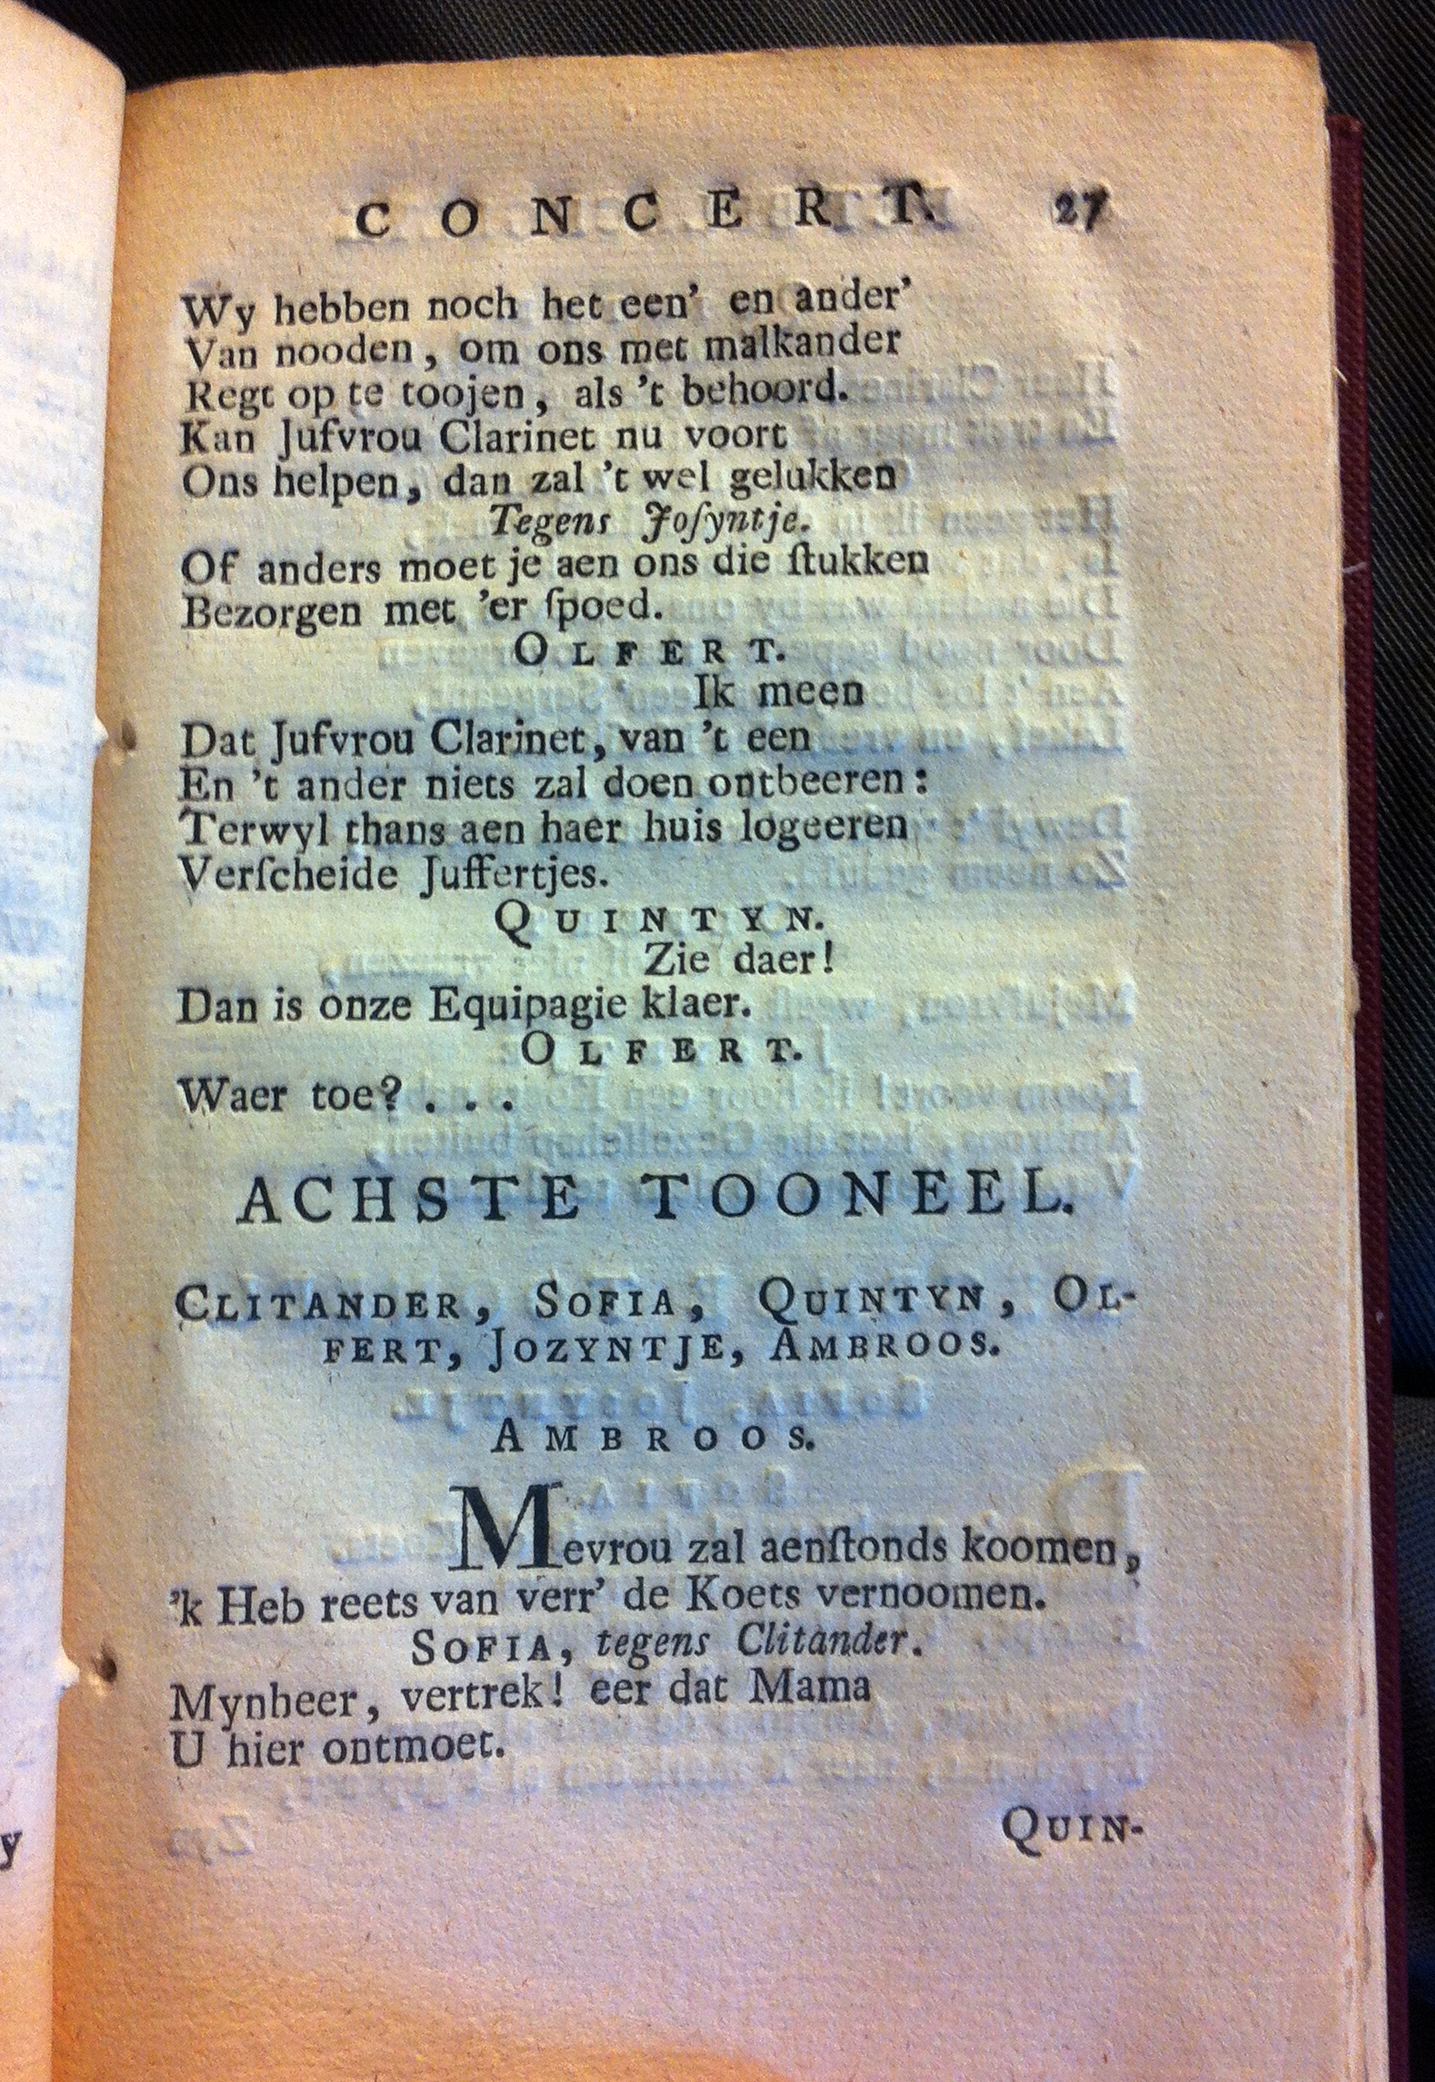 CONCERT. 27
Wy hebben noch het een' en ander'
Van nooden, om ons met malkander
Regt op te toojen, als 't behoord.
Kan Jufvrou Clarinet nu voort
Ons helpen, dan zal 't wel gelukken
Tegens Joſyntje.
Of anders moet je aen ons die ſtukken
Bezorgen met 'er ſpoed.
OLFERT.
Ik meen
Dat Jufvrou Clarinet, van 't een
En 't ander niets zal doen ontbeeren:
Terwyl thans aen haer huis logeeren
Verſcheide Juffertjes.
QUINTYN.
Zie daer!
Dan is onze Equipagie klaer.
OLFERT.
Waer toe? . . .
ACHSTE TOONEEL.
CLITANDER, SOFIA, QUINTYN, OL-
FERT, JOZYNTJE, AMBROOS.
AMBROOS.
Mevrou zal aenſtonds koomen,
'k Heb reets van verr' de Koets vernoomen.
SOFIA, tegens Clitander.
Mynheer, vertrek! eer dat Mama
U hier ontmoet.
QUIN-
y